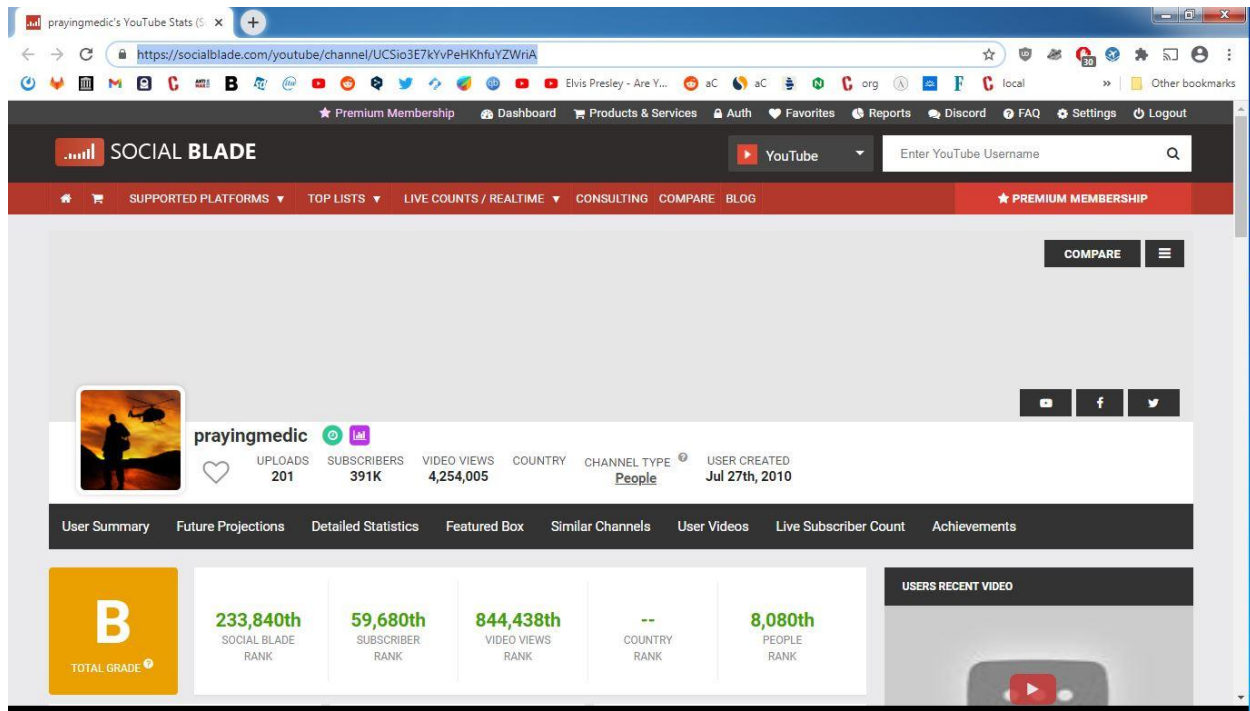 prayingmedic's YouTube Stats (S
https://socialblade.com/youtube/channel/UCSio3E7kYvPeHKhfuYZWriA
30
Elvis Presley - Are Y... aC aC org local » Other bookmarks
Premium Membership Dashboard Products & Services Auth Favorites Reports Discord FAQ Settings Logout
SOCIAL BLADE YouTube Enter YouTube Username
SUPPORTED PLATFORMS TOP LISTS LIVE COUNTS / REALTIME CONSULTING COMPARE BLOG PREMIUM MEMBERSHIP
COMPARE
prayingmedic
UPLOADS SUBSCRIBERS VIDEO VIEWS COUNTRY CHANNEL TYPE USER CREATED
201 391K 4,254,005 People Jul 27th, 2010
User Summary Future Projections Detailed Statistics Featured Box Similar Channels User Videos Live Subscriber Count Achievements
USERS RECENT VIDEO
B
TOTAL GRADE
233,840th 59,680th 844,438th -- 8,080th
SOCIAL BLADE SUBSCRIBER VIDEO VIEWS COUNTRY PEOPLE
RANK RANK RANK RANK RANK